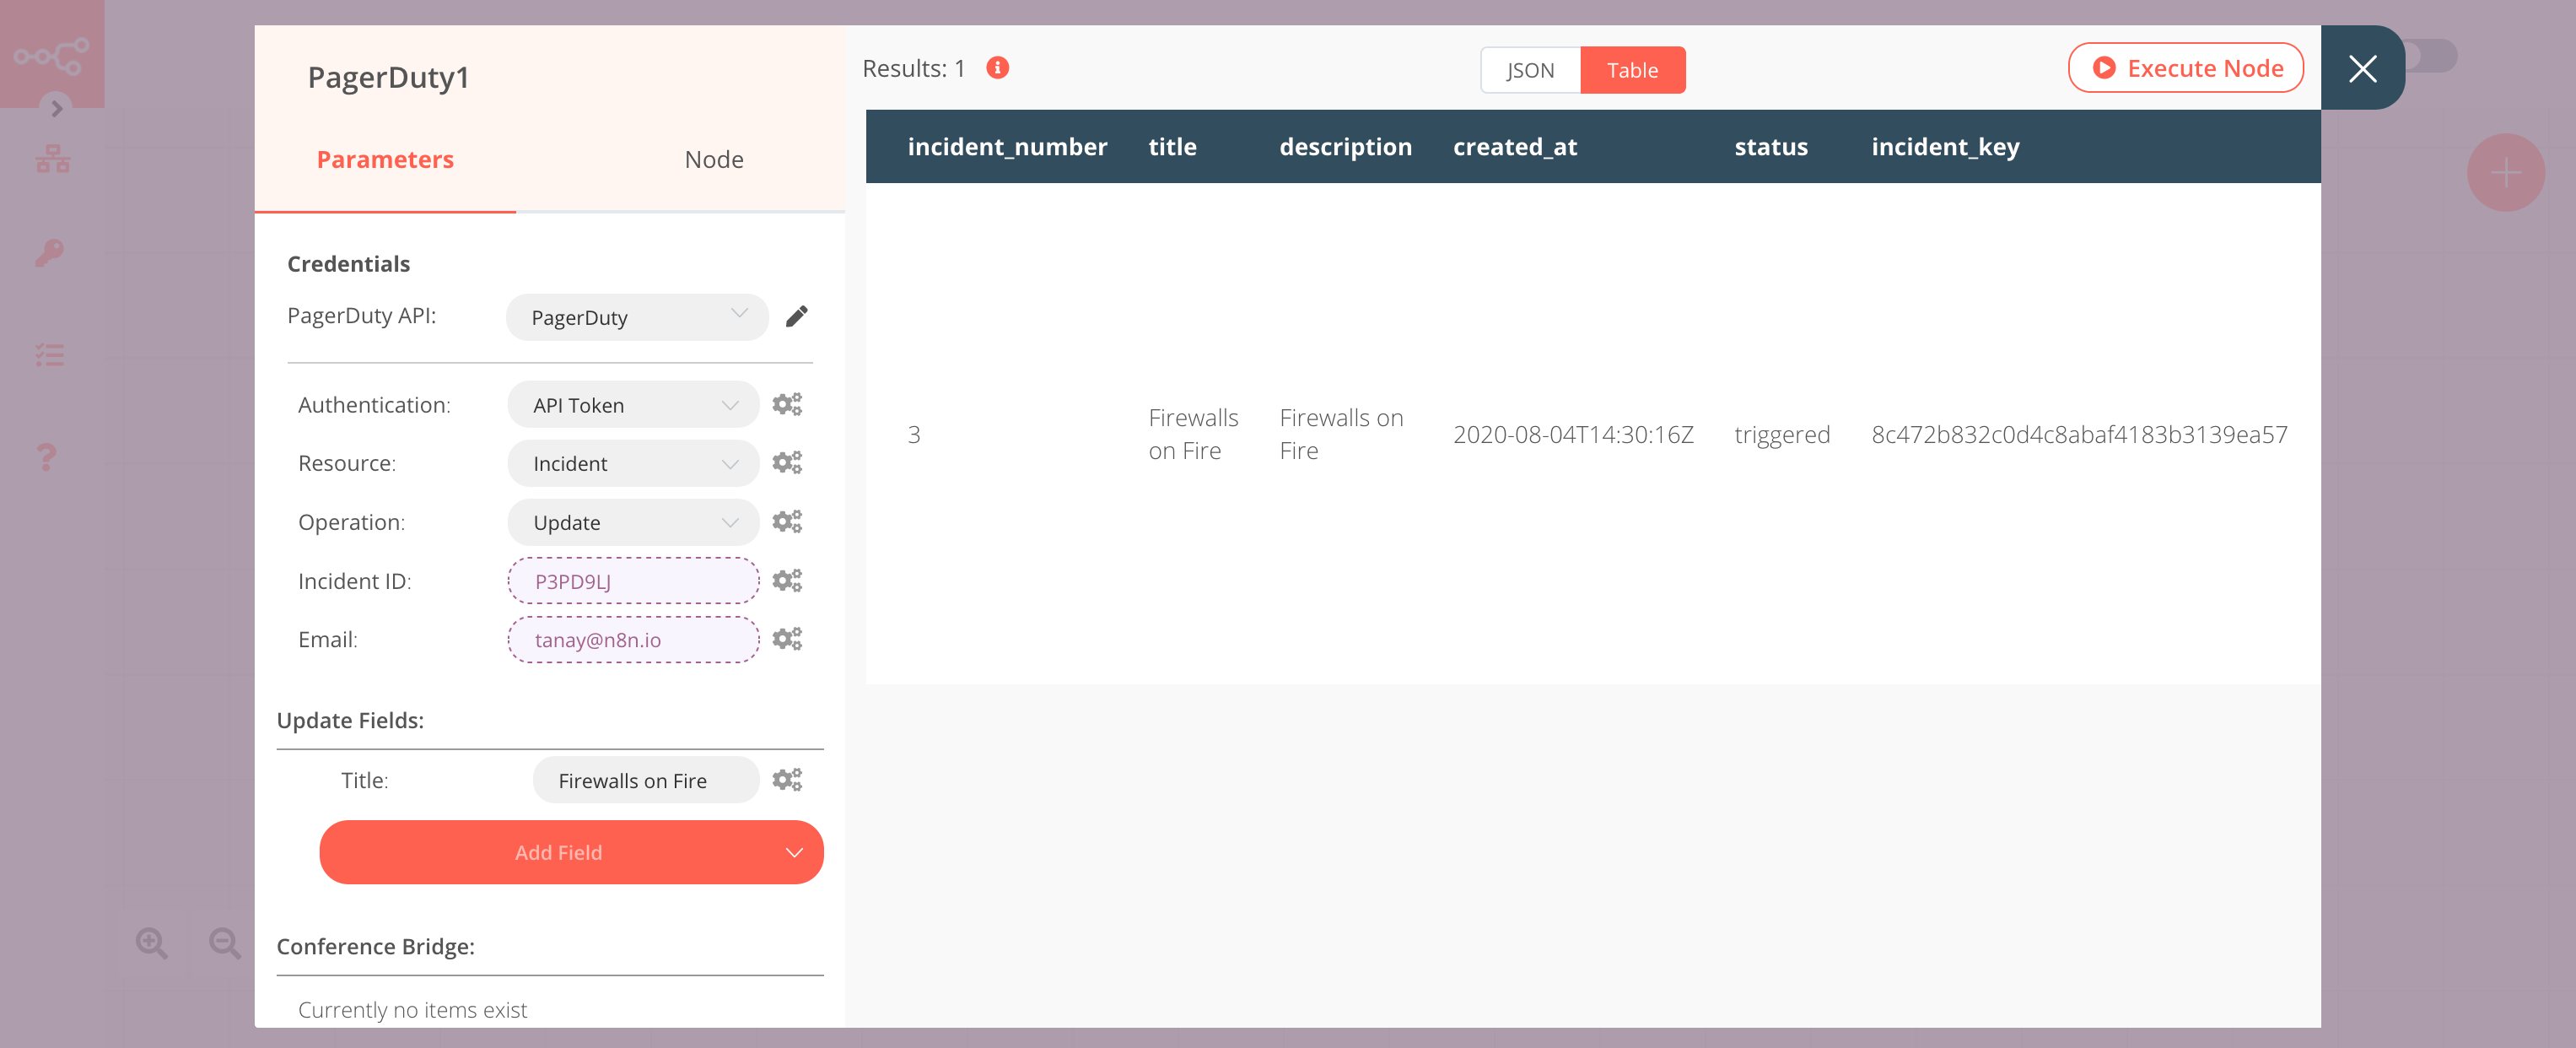 PagerDuty1
Parameters
Node
Credentials
PagerDuty API:
PagerDuty
Authentication:
API Token
Resource:
Incident
Operation:
Update
Incident ID:
P3PD9LJ
Email:
tanay@n8n.io
Update Fields:
Title:
Firewalls on Fire
Add Field
Conference Bridge:
Currently no items exist
Results: 1
JSON
Table
Execute Node
incident_number title description created_at status incident_key
3
Firewalls
on Fire
Firewalls on
Fire
2020-08-04T14:30:16Z
triggered
8c472b832c0d4c8abaf4183b3139ea57